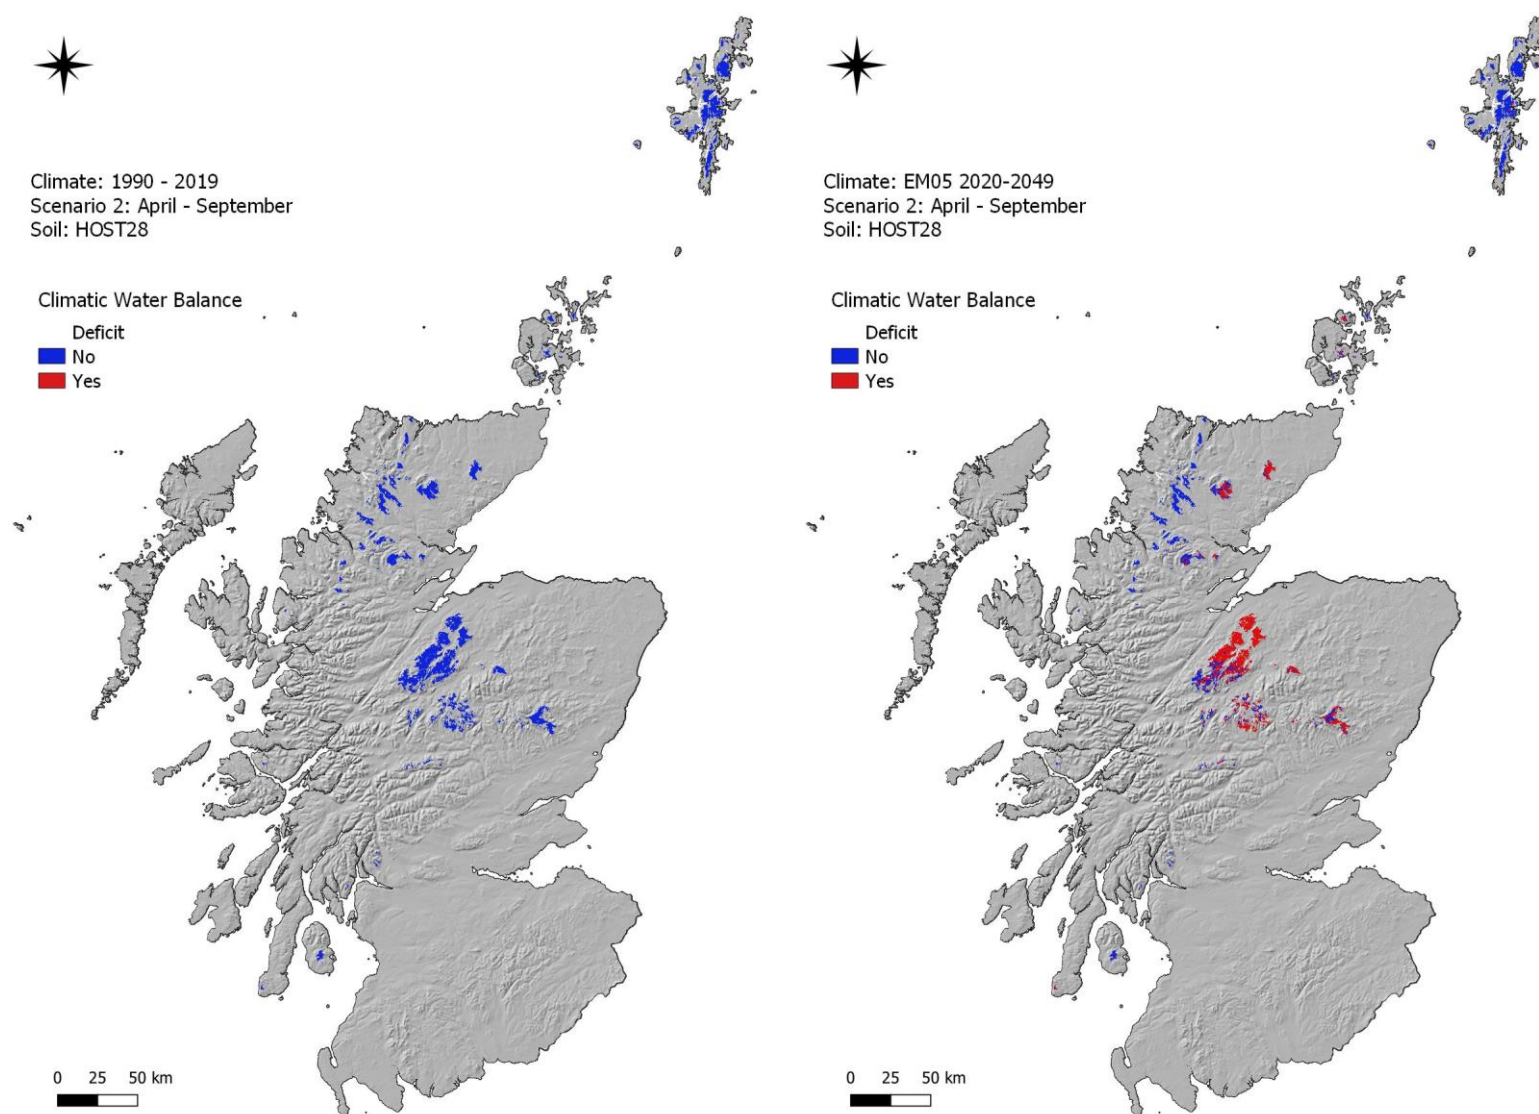 Climate: 1990 - 2019
Scenario 2: April - September
Soil: HOST28
Climatic Water Balance
Deficit
No
Yes
0 25 50 km
Climate: EM05 2020-2049
Scenario 2: April - September
Soil: HOST28
Climatic Water Balance
Deficit
No
Yes
0 25 50 km